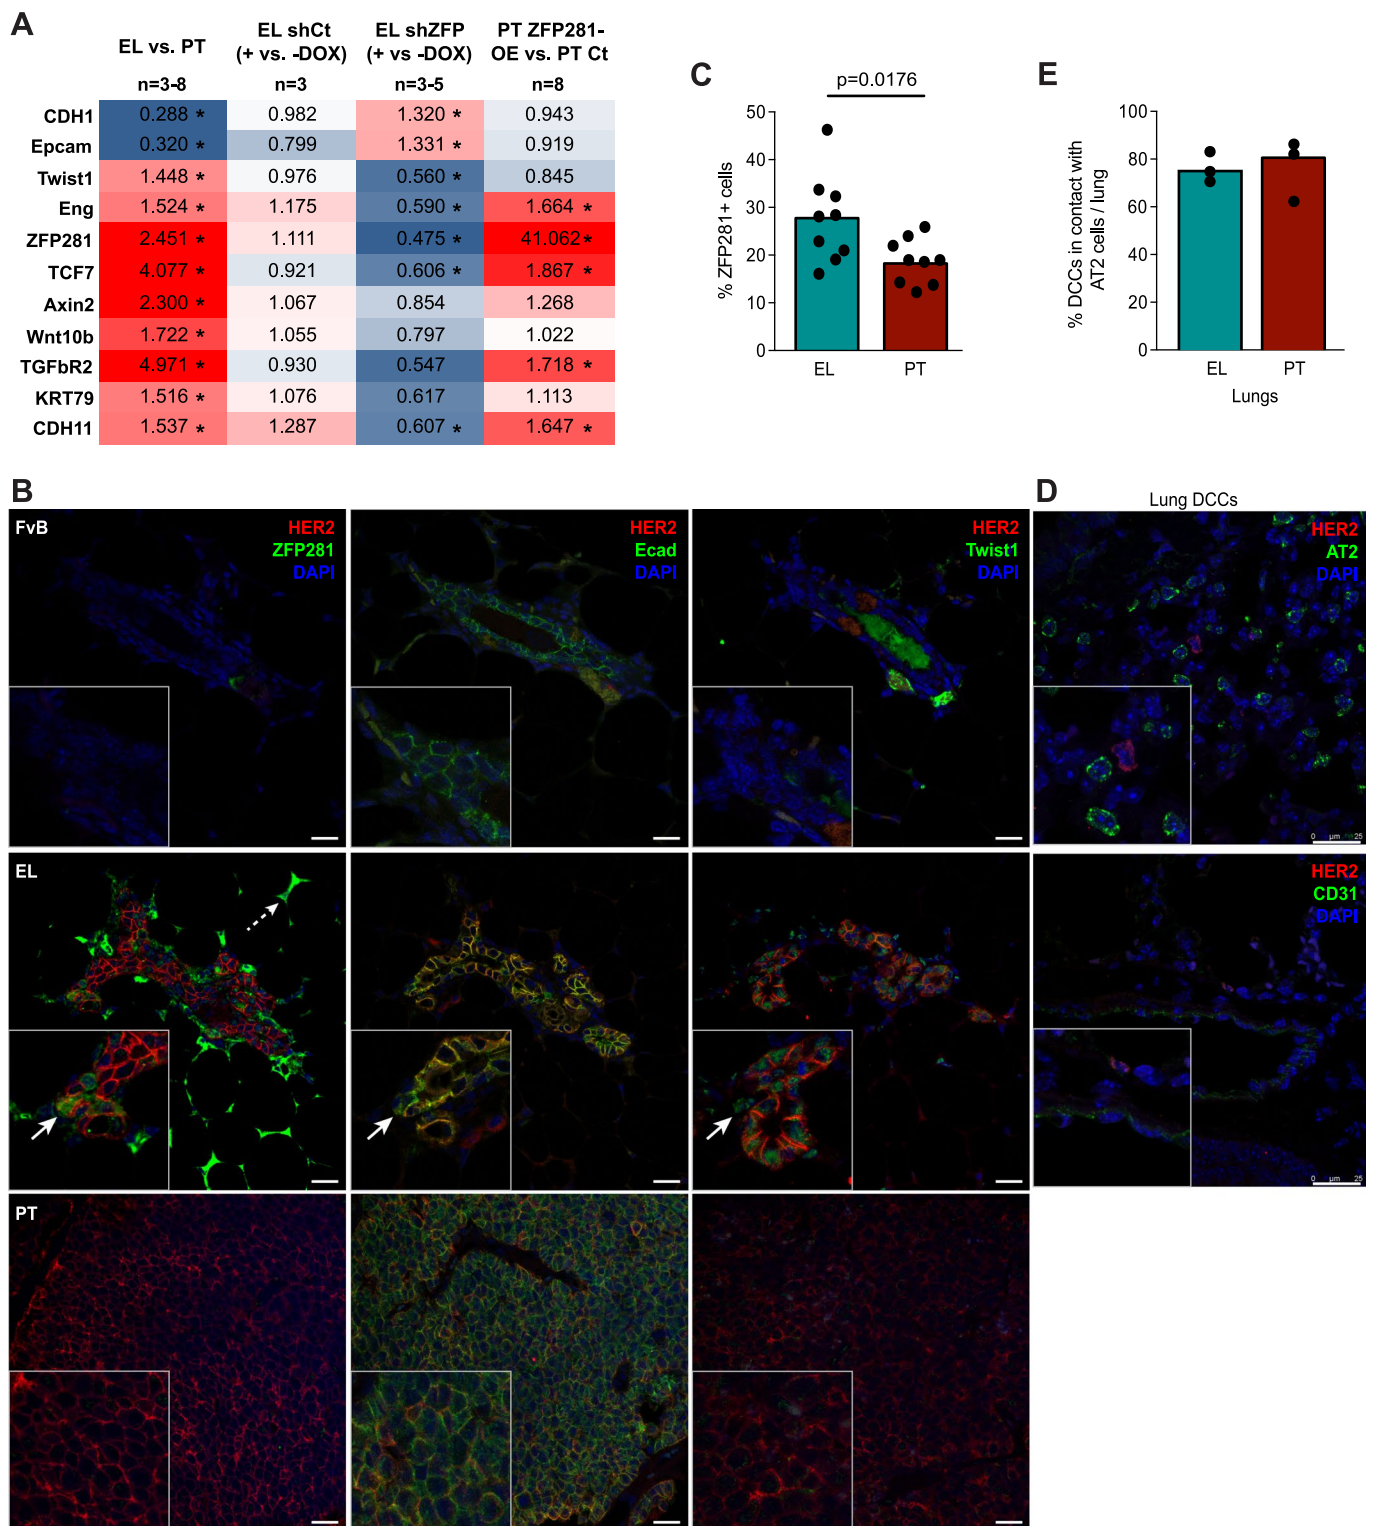 A
EL vs. PT
EL shCt
(+ vs. -DOX)
EL shZFP
(+ vs -DOX)
PT ZFP281-
OE vs. PT Ct
n=3-8 n=3 n=3-5 n=8
CDH1 0.288 * 0.982 1.320 * 0.943
Epcam 0.320 * 0.799 1.331 * 0.919
Twist1 1.448 * 0.976 0.560 * 0.845
Eng 1.524 * 1.175 0.590 * 1.664 *
ZFP281 2.451 * 1.111 0.475 * 41.062 *
TCF7 4.077 * 0.921 0.606 * 1.867 *
Axin2 2.300 * 1.067 0.854 1.268
Wnt10b 1.722 * 1.055 0.797 1.022
TGFbR2 4.971 * 0.930 0.547 1.718 *
KRT79 1.516 * 1.076 0.617 1.113
CDH11 1.537 * 1.287 0.607 * 1.647 *
C
p=0.0176
% ZFP281+ cells
50
40
30
20
10
0
EL PT
E
% DCCs in contact with
AT2 cells / lung
100
80
60
40
20
0
EL PT
Lungs
B
FvB
HER2
ZFP281
DAPI
HER2
Ecad
DAPI
HER2
Twist1
DAPI
EL
PT
D
Lung DCCs
HER2
AT2
DAPI
0 µm 25
HER2
CD31
DAPI
0 µm 25